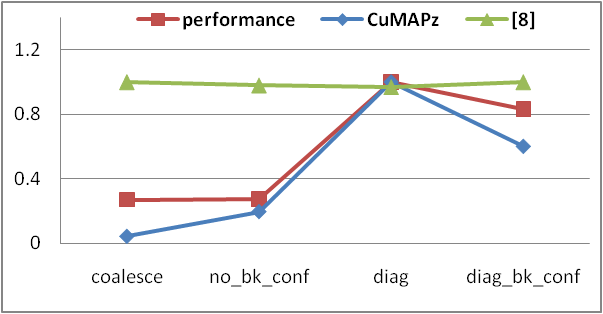 performance CuMAPz [8]
1.2
0.8
0.4
0
coalesce no_bk_conf diag diag_bk_conf